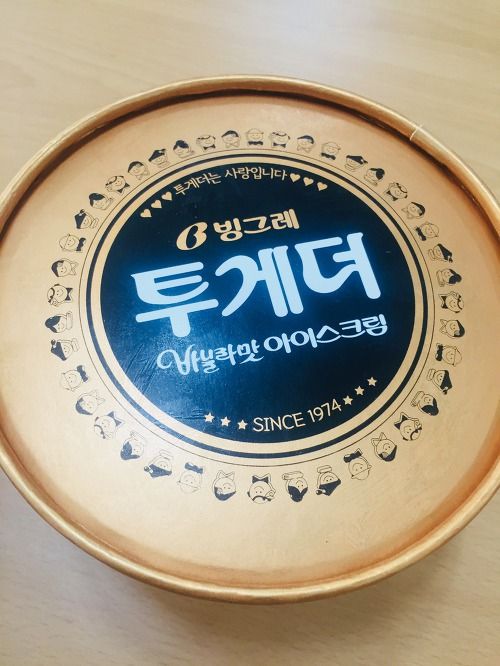 ♥♥♥♥ 투게더는 사랑입니다 ♥♥♥♥
B 빙그레
투게더
바닐라맛 아이스크림
★★★★ SINCE 1974 ★★★★